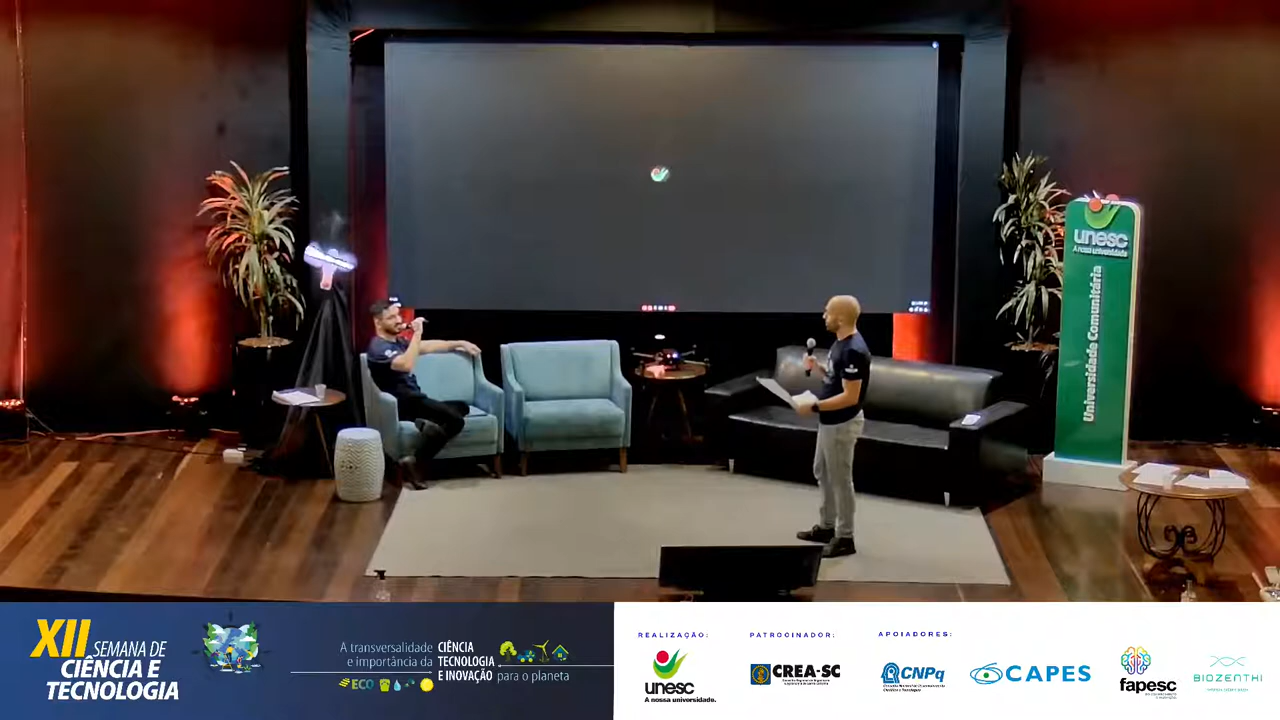 unesc
A nossa universidade
Universidade Comunitária
XII SEMANA DE
CIÊNCIA E
TECNOLOGIA
A transversalidade
e importância da
CIÊNCIA
TECNOLOGIA
E INOVAÇÃO
para o planeta
ECO
REALIZAÇÃO:
unesc
A nossa universidade.
PATROCINADOR:
CREA-SC
APOIADORES:
CNPq
CAPES
fapesc
BIOZENTHI